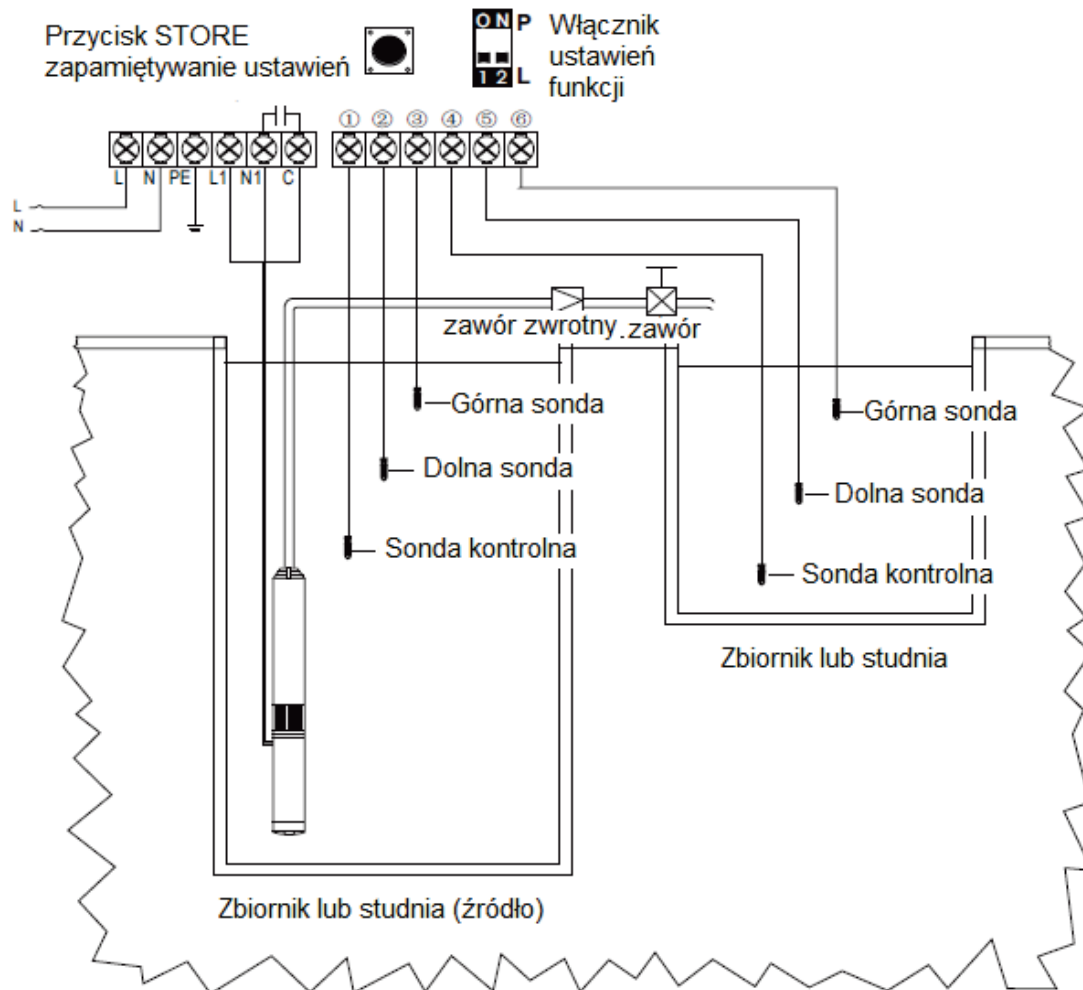 Przycisk STORE
zapamiętywanie ustawień
ON P
12 L
Włącznik
ustawień
funkcji
① ② ③ ④ ⑤ ⑥
L N PE L1 N1 C
L
N
zawór zwrotny.
zawór
Górna sonda
Dolna sonda
Sonda kontrolna
Górna sonda
Dolna sonda
Sonda kontrolna
Zbiornik lub studnia
Zbiornik lub studnia (źródło)